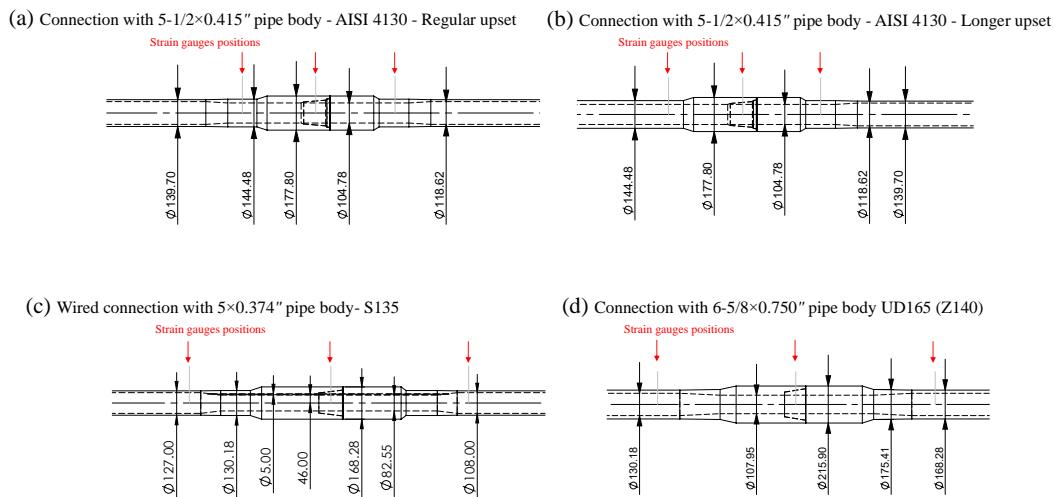 (a) Connection with 5-1/2×0.415″ pipe body - AISI 4130 - Regular upset
Strain gauges positions
Ø139.70
Ø144.48
Ø177.80
Ø104.78
Ø118.62
(b) Connection with 5-1/2×0.415″ pipe body - AISI 4130 - Longer upset
Strain gauges positions
Ø144.48
Ø177.80
Ø104.78
Ø118.62
Ø139.70
(c) Wired connection with 5×0.374″ pipe body- S135
Strain gauges positions
Ø127.00
Ø130.18
Ø5.00
46.00
Ø168.28
Ø82.55
Ø108.00
(d) Connection with 6-5/8×0.750″ pipe body UD165 (Z140)
Strain gauges positions
Ø130.18
Ø107.95
Ø215.90
Ø175.41
Ø168.28